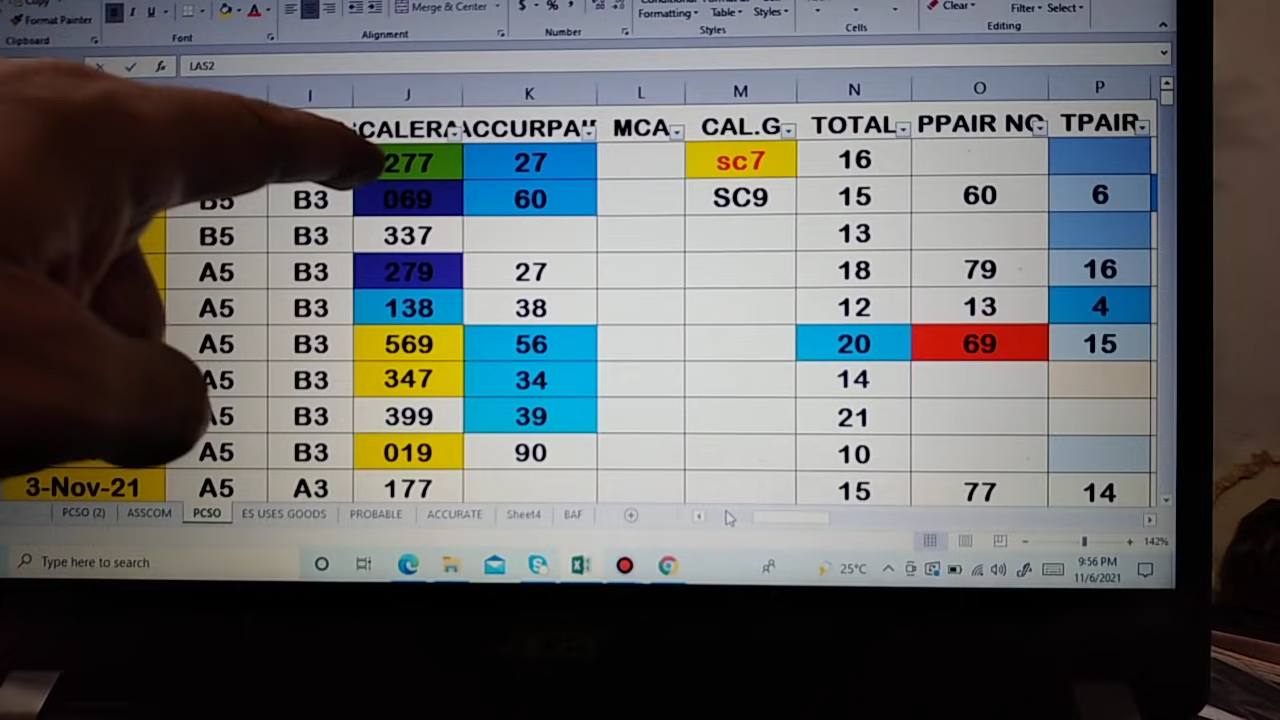 Copy
Format Painter
B I U A Merge & Center $ % , Formatting Table Styles Clear Filter Select
Clipboard Font Alignment Number Styles Cells Editing
fx LAS2
I J K L M N O P
CALERA ACCURPA MCA CAL.G TOTAL PPAIR NO TPAIR
277 27 sc7 16
B5 B3 069 60 SC9 15 60 6
B5 B3 337 13
A5 B3 279 27 18 79 16
A5 B3 138 38 12 13 4
A5 B3 569 56 20 69 15
A5 B3 347 34 14
A5 B3 399 39 21
A5 B3 019 90 10
3-Nov-21 A5 A3 177 15 77 14
PCSO (2) ASSCOM PCSO ES USES GOODS PROBABLE ACCURATE Sheet4 BAF
142%
Type here to search 25°C 9:56 PM
11/6/2021